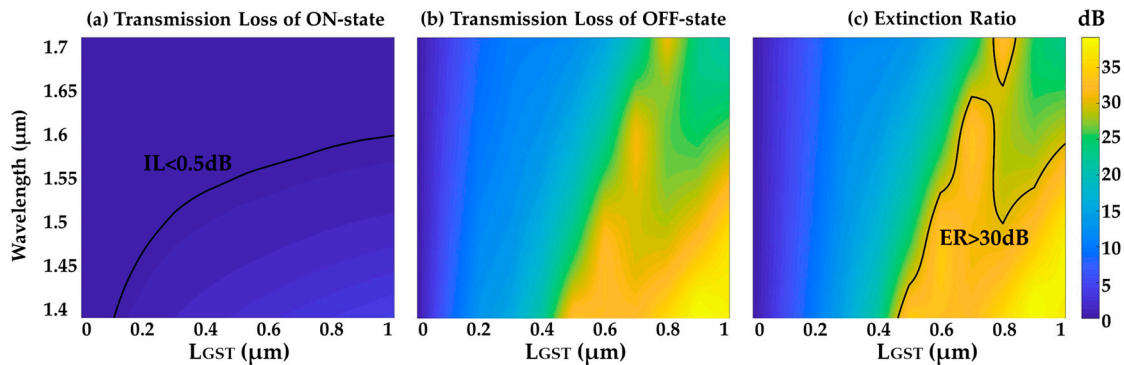 (a) Transmission Loss of ON-state
(b) Transmission Loss of OFF-state
(c) Extinction Ratio
dB
Wavelength (μm)
1.7
1.65
1.6
1.55
1.5
1.45
1.4
IL<0.5dB
ER>30dB
35
30
25
20
15
10
5
0
0 0.2 0.4 0.6 0.8 1
0 0.2 0.4 0.6 0.8 1
0 0.2 0.4 0.6 0.8 1
LGST (μm)
LGST (μm)
LGST (μm)